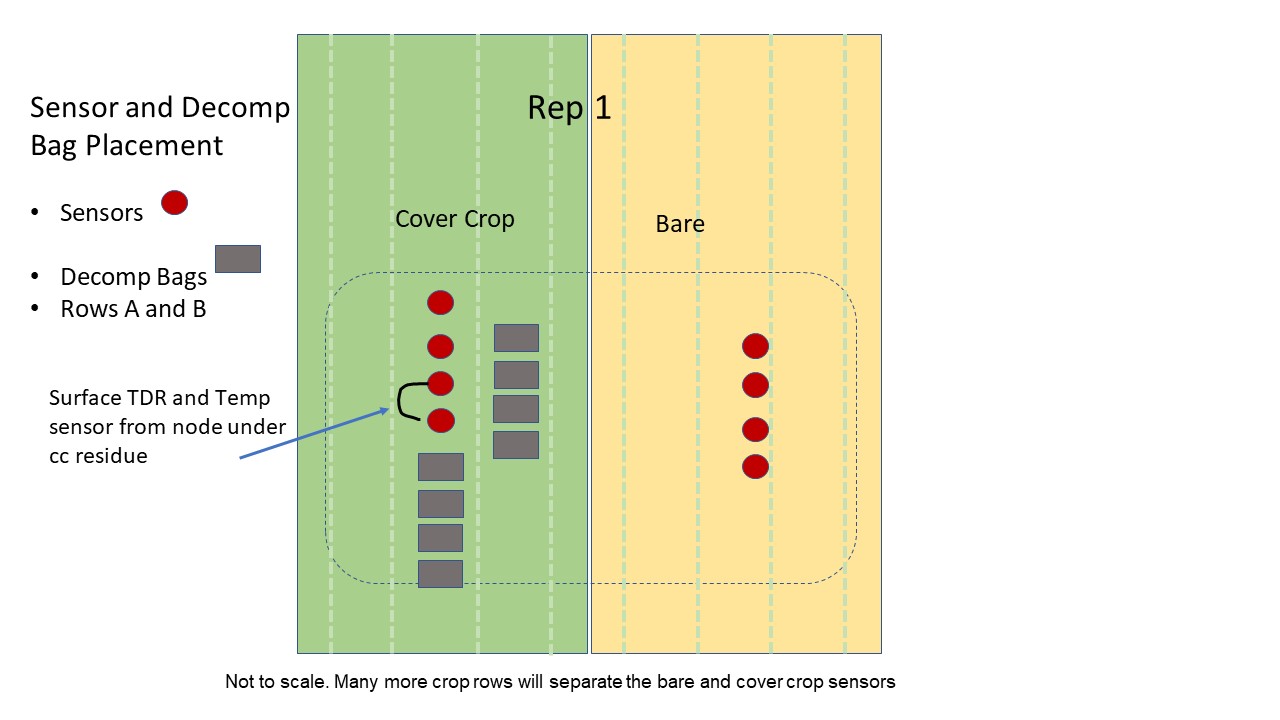 Sensor and Decomp
Bag Placement
• Sensors
• Decomp Bags
• Rows A and B
Surface TDR and Temp
sensor from node under
cc residue
Rep 1
Cover Crop
Bare
Not to scale. Many more crop rows will separate the bare and cover crop sensors